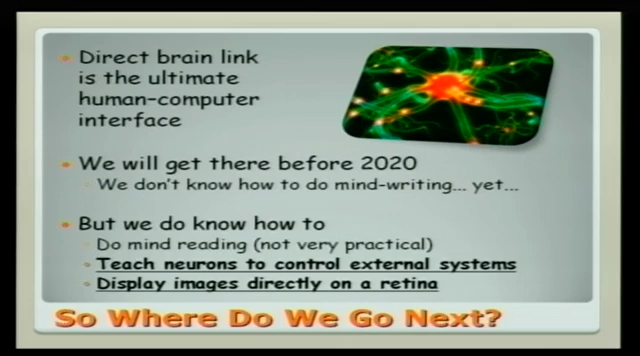 Direct brain link
is the ultimate
human-computer
interface
We will get there before 2020
We don't know how to do mind-writing... yet...
But we do know how to
Do mind reading (not very practical)
Teach neurons to control external systems
Display images directly on a retina
So Where Do We Go Next?